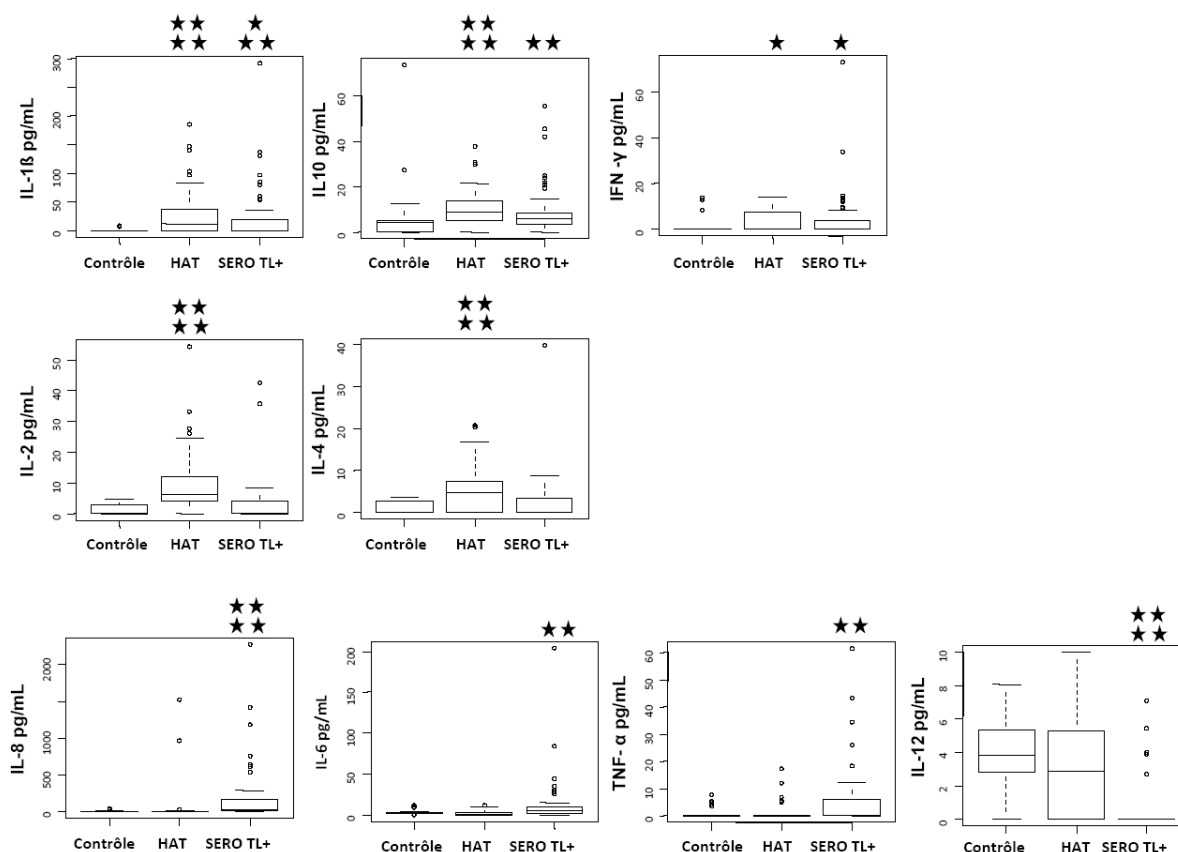 ★★ ★ ★★ ★ ★
★★ ★★ ★★ ★★
IL-1ß pg/mL
300
200
100
50
0
Contrôle HAT SERO TL+
IL10 pg/mL
60
40
20
0
Contrôle HAT SERO TL+
IFN -γ pg/mL
60
40
20
0
Contrôle HAT SERO TL+
★★ ★★
★★ ★★
IL-2 pg/mL
50
40
30
20
10
0
Contrôle HAT SERO TL+
IL-4 pg/mL
40
30
20
10
0
Contrôle HAT SERO TL+
★★ ★★
★★ ★★ ★★ ★★
IL-8 pg/mL
2000
1000
500
0
Contrôle HAT SERO TL+
IL-6 pg/mL
200
150
100
50
0
Contrôle HAT SERO TL+
TNF- α pg/mL
60
50
40
30
20
10
0
Contrôle HAT SERO TL+
IL-12 pg/mL
10
8
6
4
2
0
Contrôle HAT SERO TL+